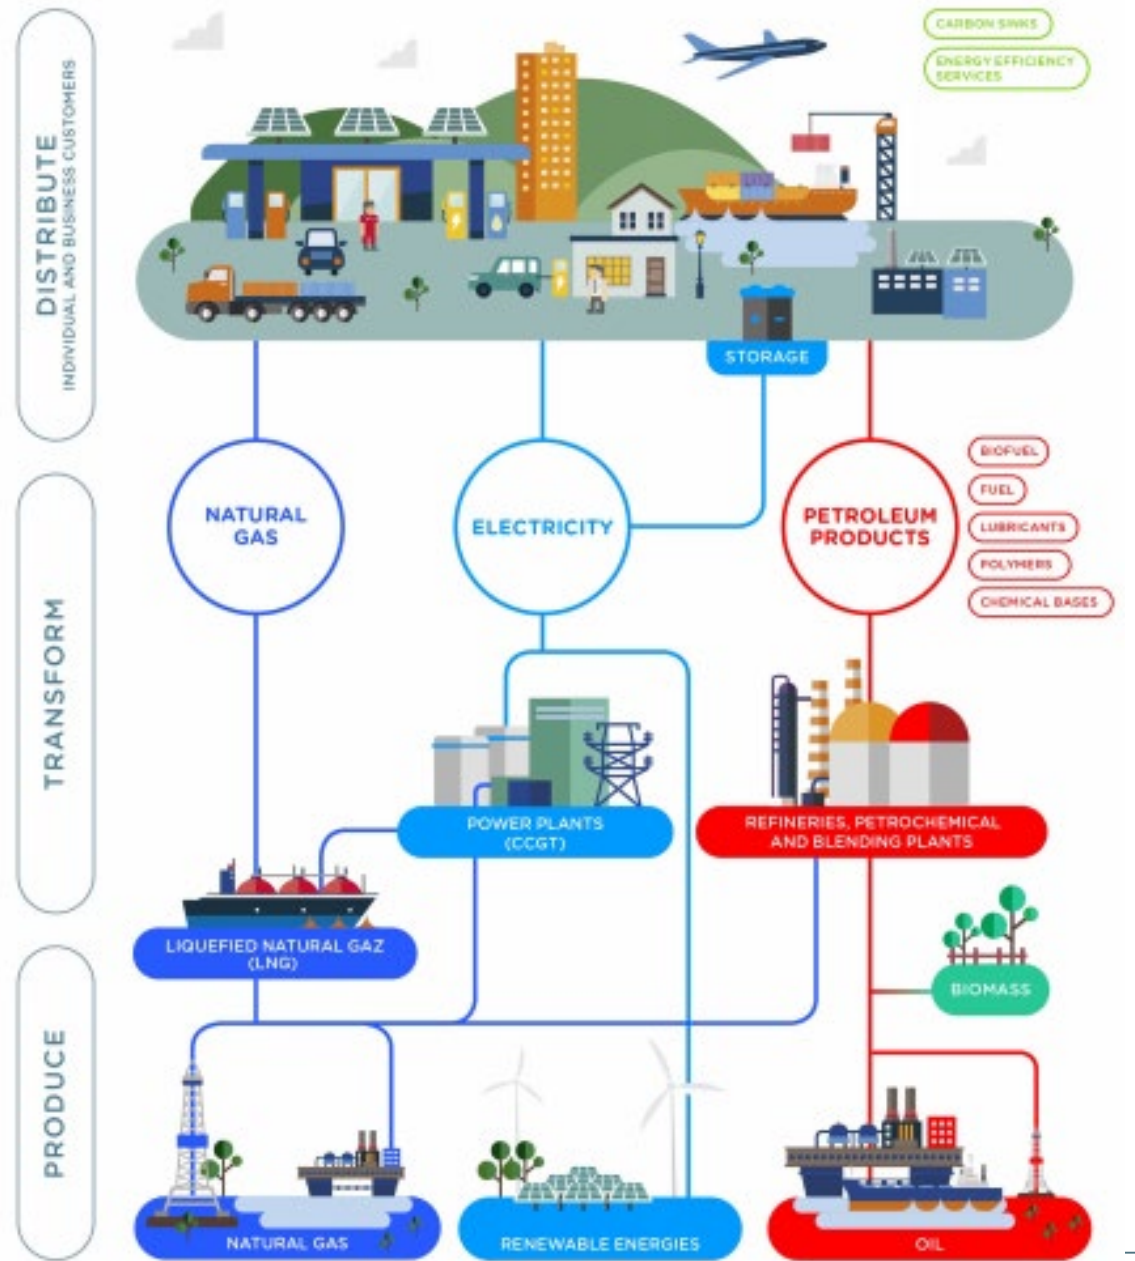 DISTRIBUTE
INDIVIDUAL AND BUSINESS CUSTOMERS
CARBON SINKS
ENERGY EFFICIENCY
SERVICES
STORAGE
TRANSFORM
NATURAL
GAS
ELECTRICITY
PETROLEUM
PRODUCTS
BIOFUEL
FUEL
LUBRICANTS
POLYMERS
CHEMICAL BASES
POWER PLANTS
(CCGT)
REFINERIES, PETROCHEMICAL
AND BLENDING PLANTS
LIQUEFIED NATURAL GAZ
(LNG)
BIOMASS
PRODUCE
NATURAL GAS
RENEWABLE ENERGIES
OIL